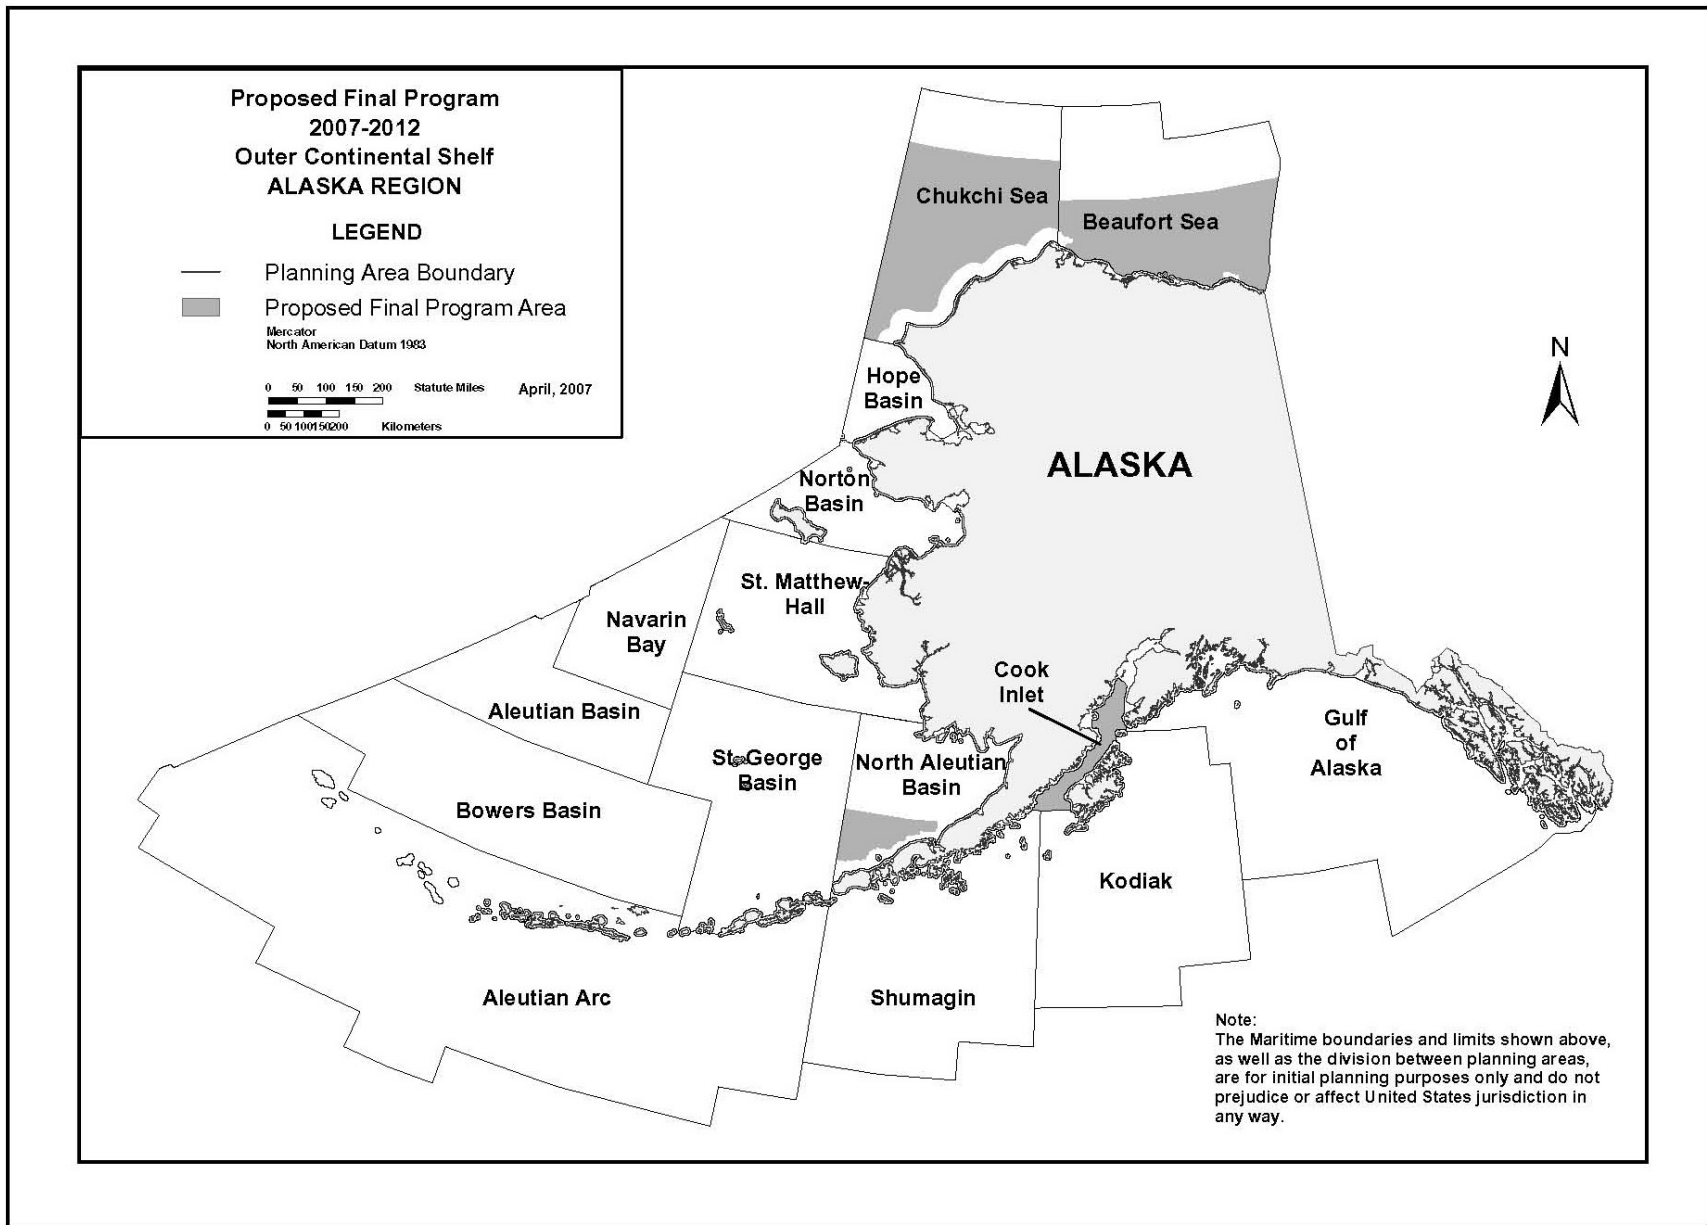 Proposed Final Program
2007-2012
Outer Continental Shelf
ALASKA REGION
LEGEND
Planning Area Boundary
Proposed Final Program Area
Mercator
North American Datum 1983
0 50 100 150 200 Statute Miles April, 2007
0 50 100150200 Kilometers
Chukchi Sea
Beaufort Sea
Hope
Basin
N
ALASKA
Norton
Basin
St. Matthew-
Hall
Navarin
Bay
Cook
Inlet
Aleutian Basin
Gulf
of
Alaska
St. George
Basin
North Aleutian
Basin
Bowers Basin
Kodiak
Aleutian Arc
Shumagin
Note:
The Maritime boundaries and limits shown above,
as well as the division between planning areas,
are for initial planning purposes only and do not
prejudice or affect United States jurisdiction in
any way.